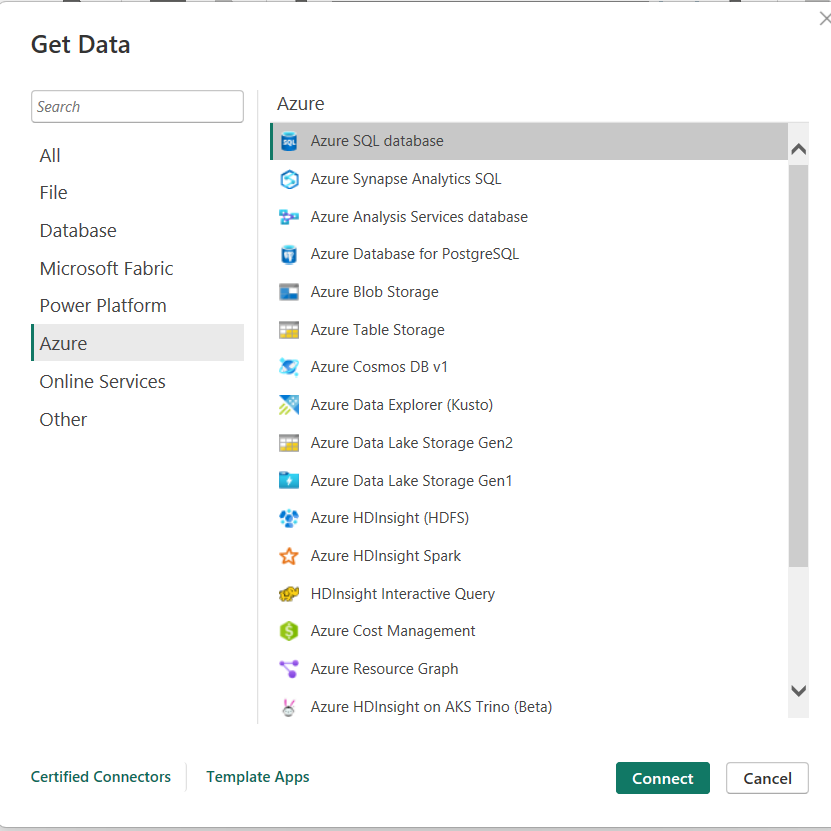 Get Data
Search
All
File
Database
Microsoft Fabric
Power Platform
Azure
Online Services
Other
Azure
Azure SQL database
Azure Synapse Analytics SQL
Azure Analysis Services database
Azure Database for PostgreSQL
Azure Blob Storage
Azure Table Storage
Azure Cosmos DB v1
Azure Data Explorer (Kusto)
Azure Data Lake Storage Gen2
Azure Data Lake Storage Gen1
Azure HDInsight (HDFS)
Azure HDInsight Spark
HDInsight Interactive Query
Azure Cost Management
Azure Resource Graph
Azure HDInsight on AKS Trino (Beta)
Certified Connectors
Template Apps
Connect
Cancel